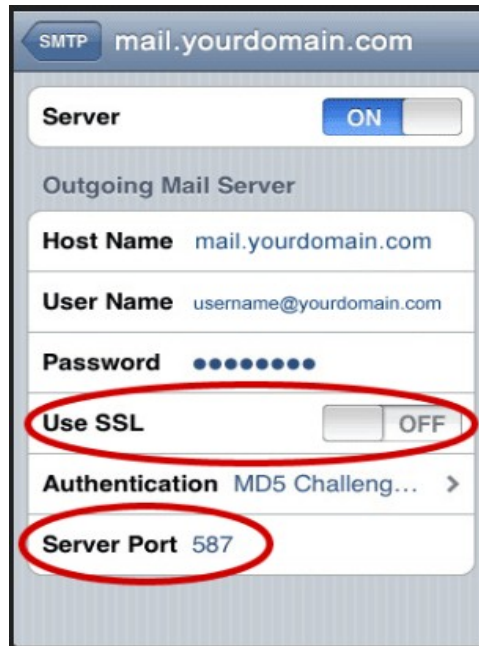 SMTP mail.yourdomain.com
Server ON
Outgoing Mail Server
Host Name mail.yourdomain.com
User Name username@yourdomain.com
Password ●●●●●●●●
Use SSL OFF
Authentication MD5 Challeng... >
Server Port 587